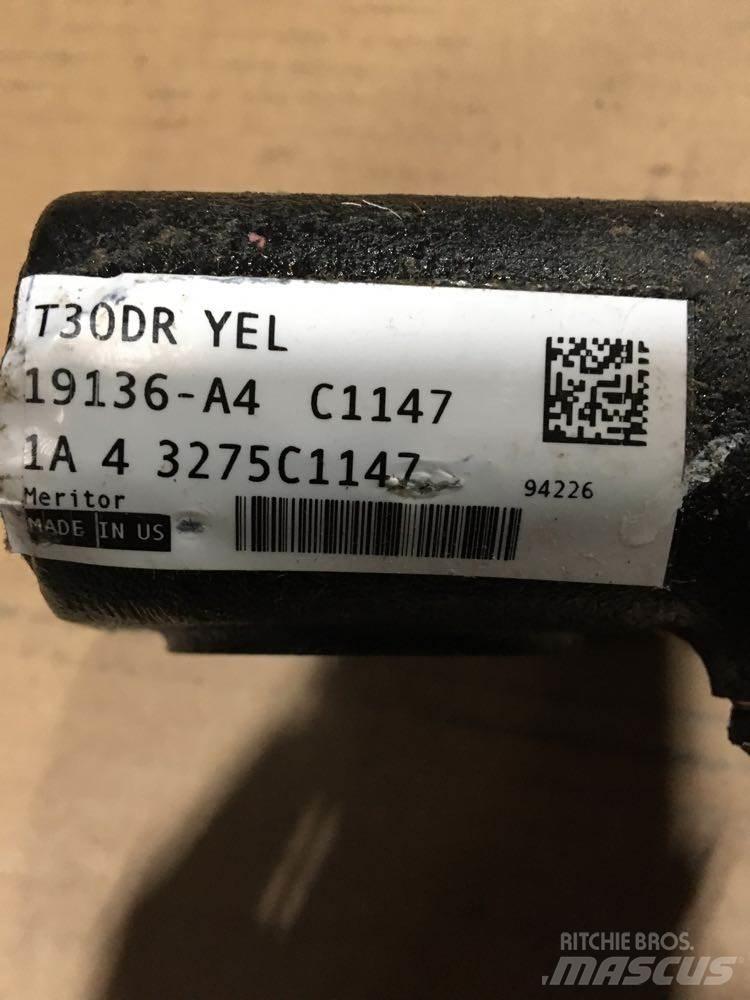 T30DR YEL
19136-A4 C1147
1A 4 3275C1147
94226
Meritor
MADE IN US
RITCHIE BROS.
MASCUS